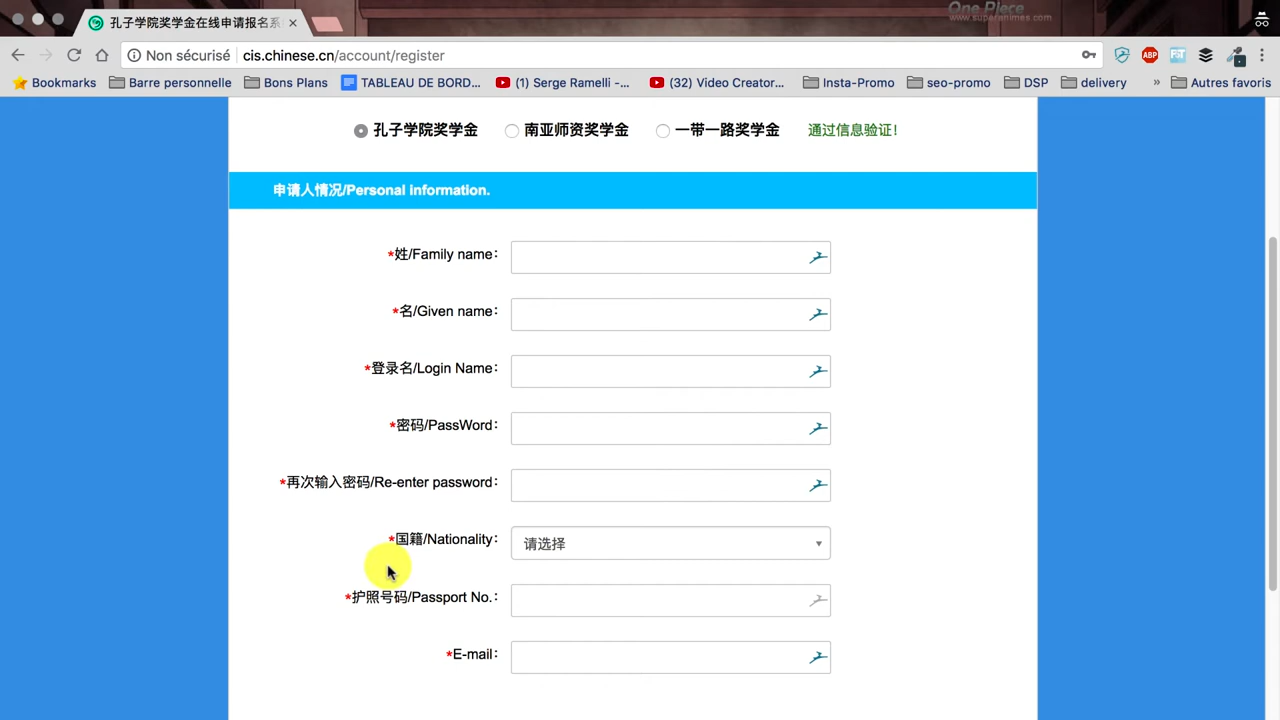 One Piece
www.superanimes.com
孔子学院奖学金在线申请报名系
Non sécurisé cis.chinese.cn/account/register
Bookmarks Barre personnelle Bons Plans TABLEAU DE BORD... (1) Serge Ramelli -... (32) Video Creator... Insta-Promo seo-promo DSP delivery » Autres favoris
孔子学院奖学金 南亚师资奖学金 一带一路奖学金 通过信息验证!
申请人情况/Personal information.
*姓/Family name:
*名/Given name:
*登录名/Login Name:
*密码/PassWord:
*再次输入密码/Re-enter password:
*国籍/Nationality: 请选择
*护照号码/Passport No.:
*E-mail: